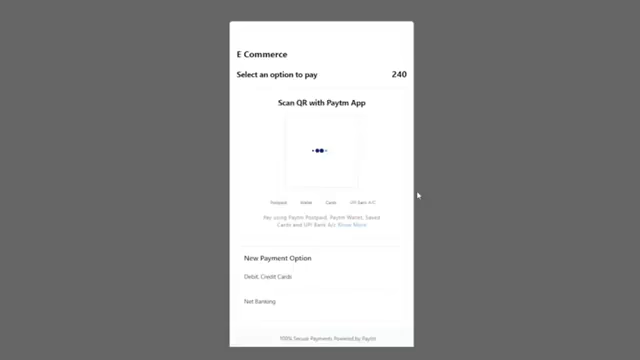 E Commerce
Select an option to pay 240
Scan QR with Paytm App
Postpaid Wallet Cards UPI Bank A/C
Pay using Paytm Postpaid, Paytm Wallet, Saved
Cards and UPI Bank A/c Know More
New Payment Option
Debit, Credit Cards
Net Banking
100% Secure Payments Powered by Paytm